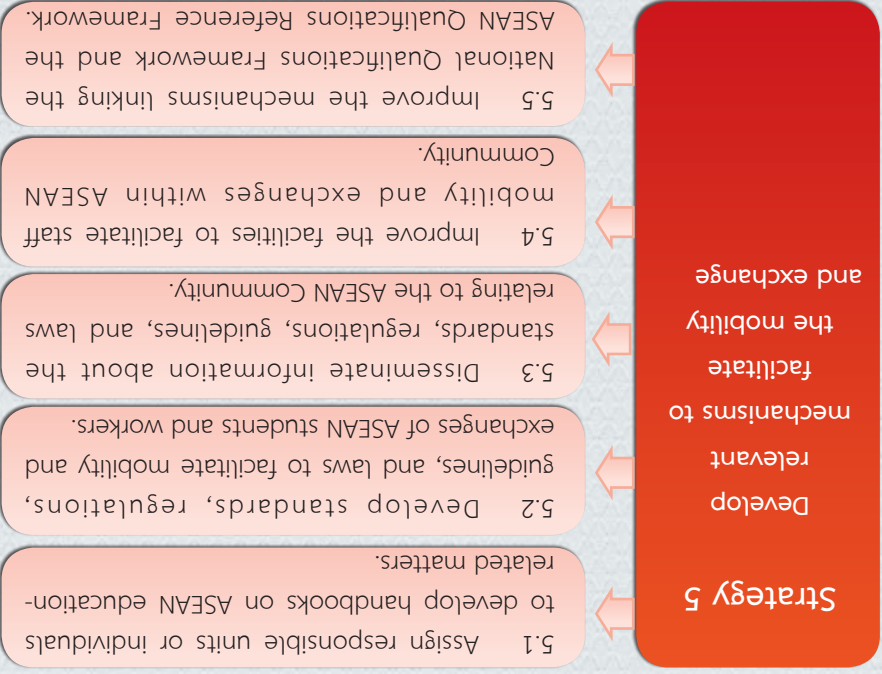 Strategy 5
Develop
relevant
mechanisms to
facilitate
the mobility
and exchange
5.1 Assign responsible units or individuals
to develop handbooks on ASEAN education-
related matters.
5.2 Develop standards, regulations,
guidelines, and laws to facilitate mobility and
exchanges of ASEAN students and workers.
5.3 Disseminate information about the
standards, regulations, guidelines, and laws
relating to the ASEAN Community.
5.4 Improve the facilities to facilitate staff
mobility and exchanges within ASEAN
Community.
5.5 Improve the mechanisms linking the
National Qualifications Framework and the
ASEAN Qualifications Reference Framework.